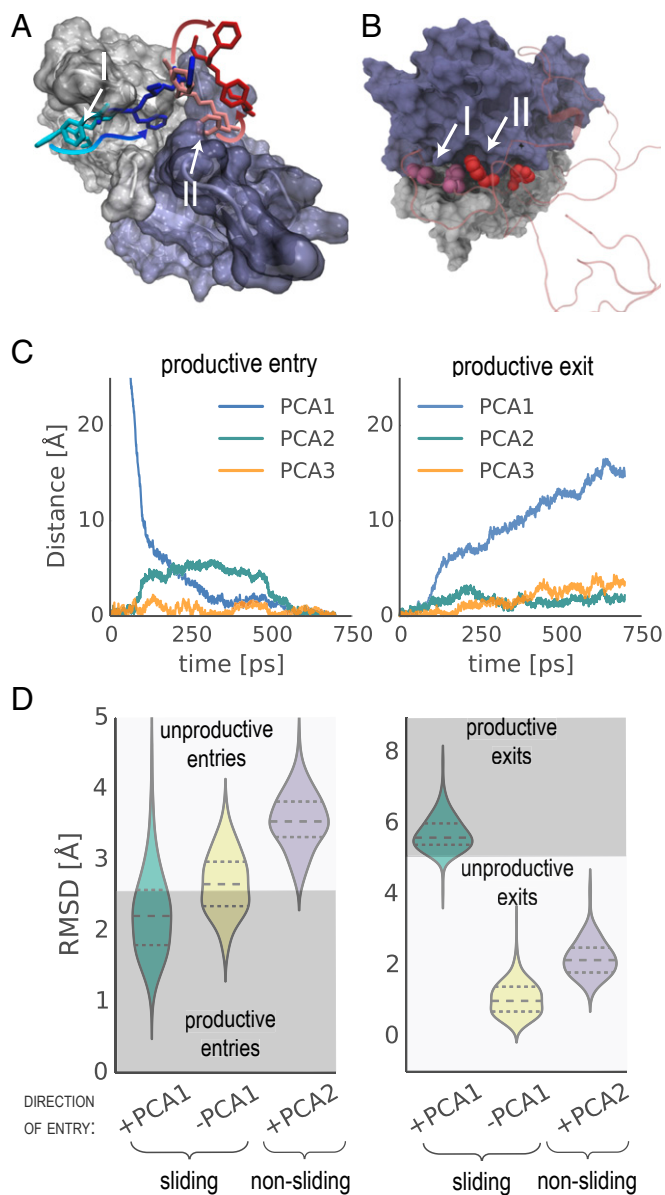 A
B
I
II
I
II
C
productive entry
productive exit
PCA1
PCA2
PCA3
PCA1
PCA2
PCA3
Distance [Å]
20
10
0
20
10
0
0 250 500 750
0 250 500 750
time [ps]
time [ps]
D
RMSD [Å]
5
4
3
2
1
0
unproductive
entries
productive
entries
8
6
4
2
0
productive
exits
unproductive
exits
DIRECTION
OF ENTRY:
+PCA1 -PCA1 +PCA2
+PCA1 -PCA1 +PCA2
sliding non-sliding
sliding non-sliding